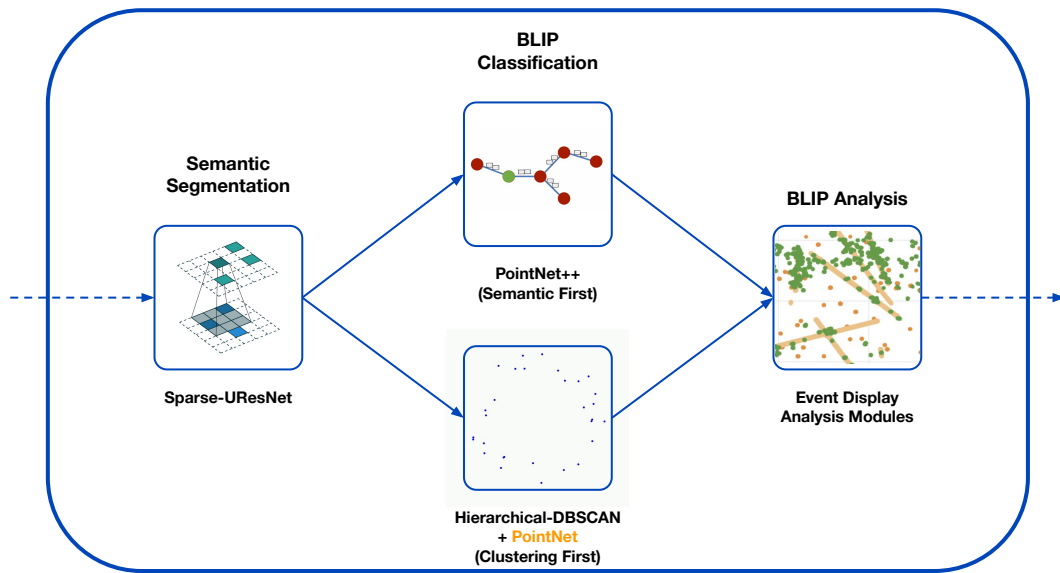 BLIP
Classification
Semantic
Segmentation
BLIP Analysis
PointNet++
(Semantic First)
Sparse-UResNet
Event Display
Analysis Modules
Hierarchical-DBSCAN
+ PointNet
(Clustering First)